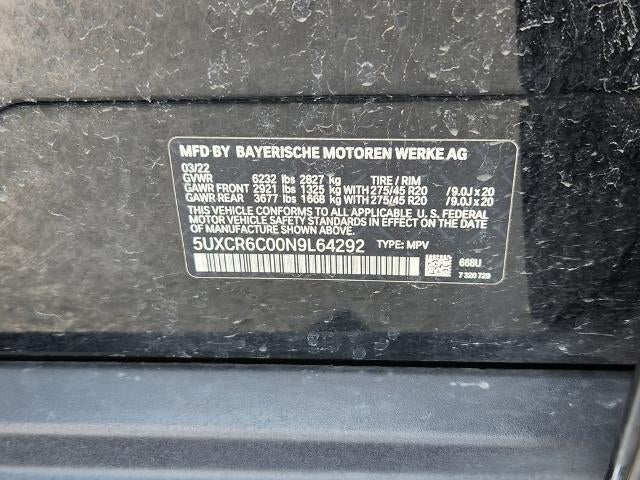 MFD BY BAYERISCHE MOTOREN WERKE AG
03/22
GVWR 6232 lbs 2827 kg TIRE / RIM
GAWR FRONT 2921 lbs 1325 kg WITH 275/45 R20 /9.0J x 20
GAWR REAR 3677 lbs 1668 kg WITH 275/45 R20 /9.0J x 20
THIS VEHICLE CONFORMS TO ALL APPLICABLE U. S. FEDERAL
MOTOR VEHICLE SAFETY STANDARDS IN EFFECT ON THE DATE
OF MANUFACTURE SHOWN ABOVE.
5UXCR6C00N9L64292 TYPE: MPV
668U
7 320 729